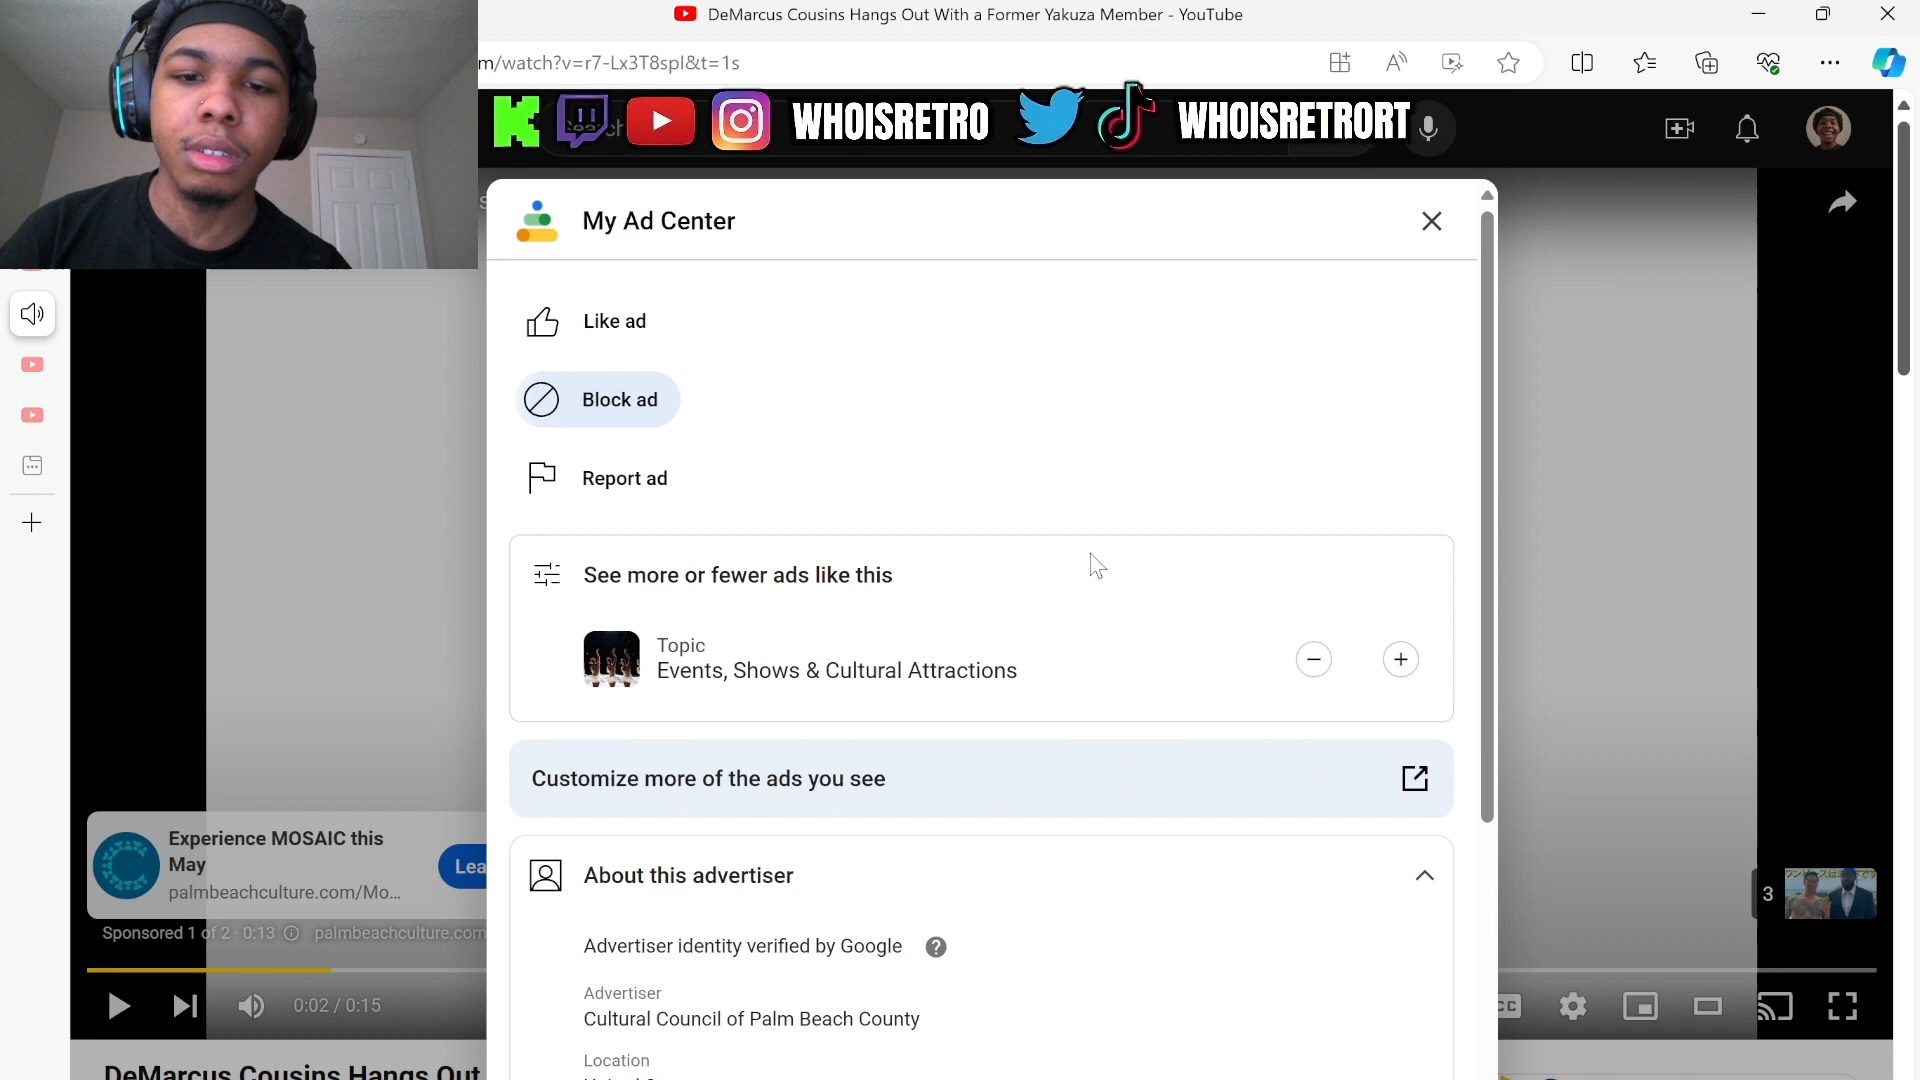 DeMarcus Cousins Hangs Out With a Former Yakuza Member - YouTube
m/watch?v=r7-Lx3T8spI&t=1s
WHOISRETRO
WHOISRETRORT
My Ad Center
Like ad
Block ad
Report ad
See more or fewer ads like this
Topic
Events, Shows & Cultural Attractions
Customize more of the ads you see
About this advertiser
Advertiser identity verified by Google
Advertiser
Cultural Council of Palm Beach County
Location
Experience MOSAIC this
May
palmbeachculture.com/Mo...
Lea
Sponsored 1 of 2 · 0:13
palmbeachculture.com
3
0:02 / 0:15
CC
DeMarcus Cousins Hangs Out